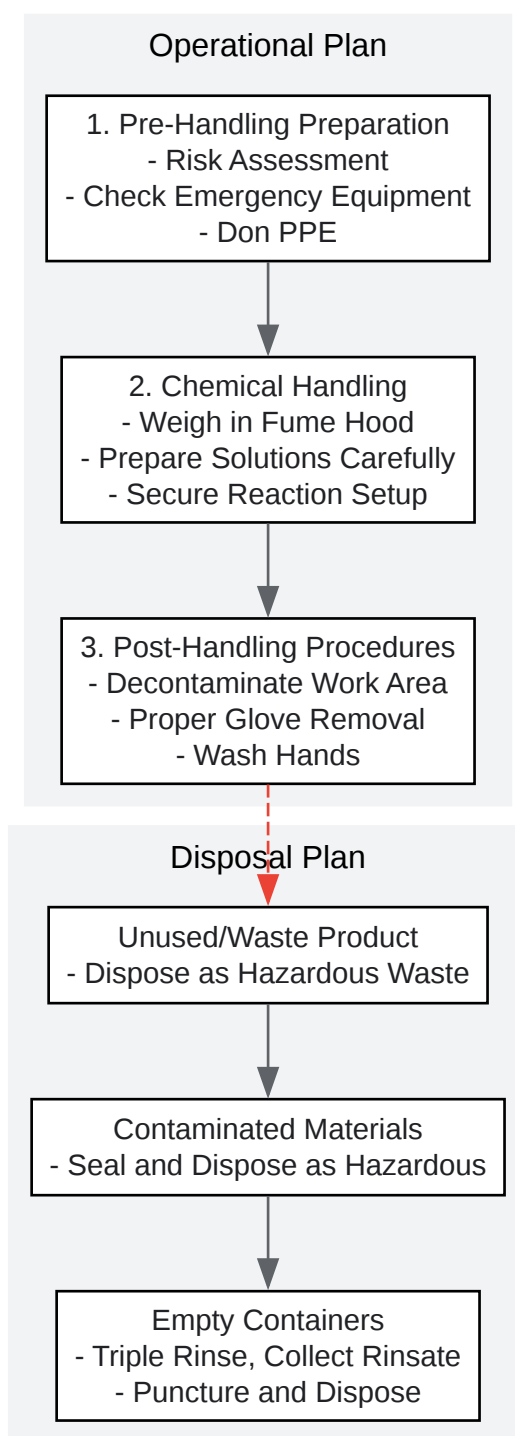 Operational Plan
1. Pre-Handling Preparation
- Risk Assessment
- Check Emergency Equipment
- Don PPE
2. Chemical Handling
- Weigh in Fume Hood
- Prepare Solutions Carefully
- Secure Reaction Setup
3. Post-Handling Procedures
- Decontaminate Work Area
- Proper Glove Removal
- Wash Hands
Disposal Plan
Unused/Waste Product
- Dispose as Hazardous Waste
Contaminated Materials
- Seal and Dispose as Hazardous
Empty Containers
- Triple Rinse, Collect Rinsate
- Puncture and Dispose